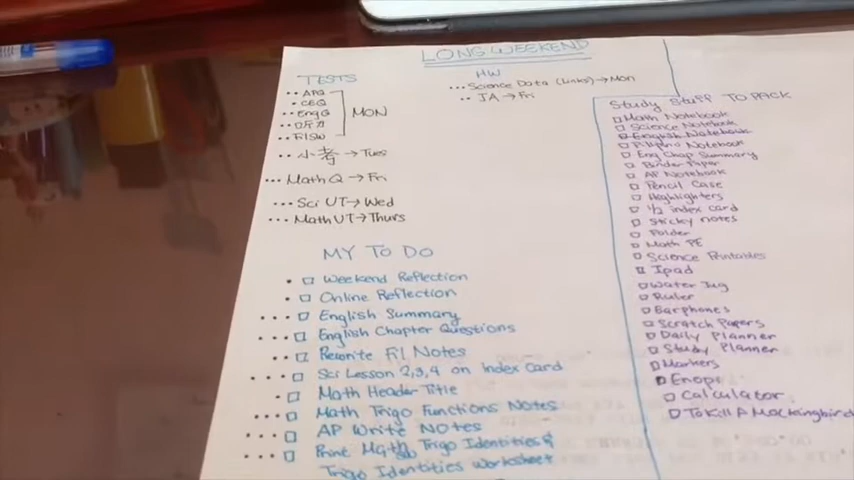 LONG WEEKEND
TESTS
APQ
CEQ
EngQ
听力
FISW
MON
小考 → Tues
Math Q → Fri
Sci UT → Wed
Math UT → Thurs
HW
Science Data (Links) → Mon
JA → Fri
MY TO DO
Weekend Reflection
Online Reflection
English Summary
English Chapter Questions
Rewrite FIL Notes
Sci Lesson 2,3,4 on Index Card
Math Header Title
Math Trigo Functions Notes
AP Write Notes
Print Math Trigo Identities &
Trigo Identities Worksheet
Study Stuff TO PACK
Math Notebook
Science Notebook
English Notebook
Filipino Notebook
Eng Chap Summary
Binder Paper
AP Notebook
Pencil Case
Highlighters
1/2 index Card
Sticky notes
Folder
Math PE
Science Printables
Ipad
Water Jug
Ruler
Earphones
Scratch Papers
Daily Planner
Study Planner
Markers
Enopi
Calculator
To Kill A Mockingbird